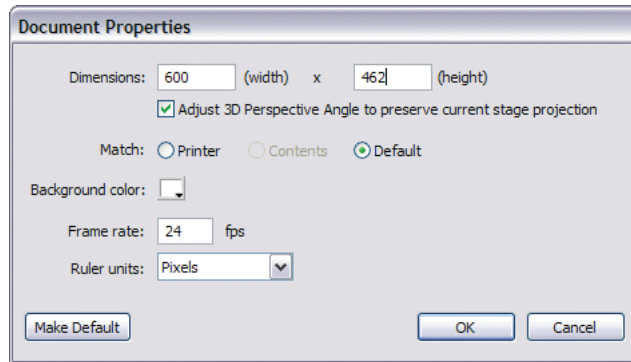 Document Properties
Dimensions: 600 (width) x 462 (height)
Adjust 3D Perspective Angle to preserve current stage projection
Match: Printer Contents Default
Background color:
Frame rate: 24 fps
Ruler units: Pixels
Make Default OK Cancel